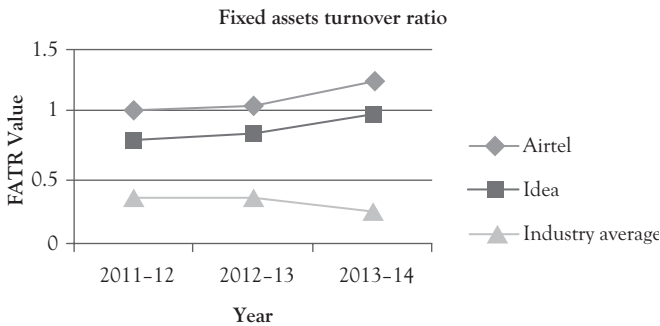 Fixed assets turnover ratio
FATR Value
1.5
1
0.5
0
2011–12 2012–13 2013–14
Year
Airtel
Idea
Industry average